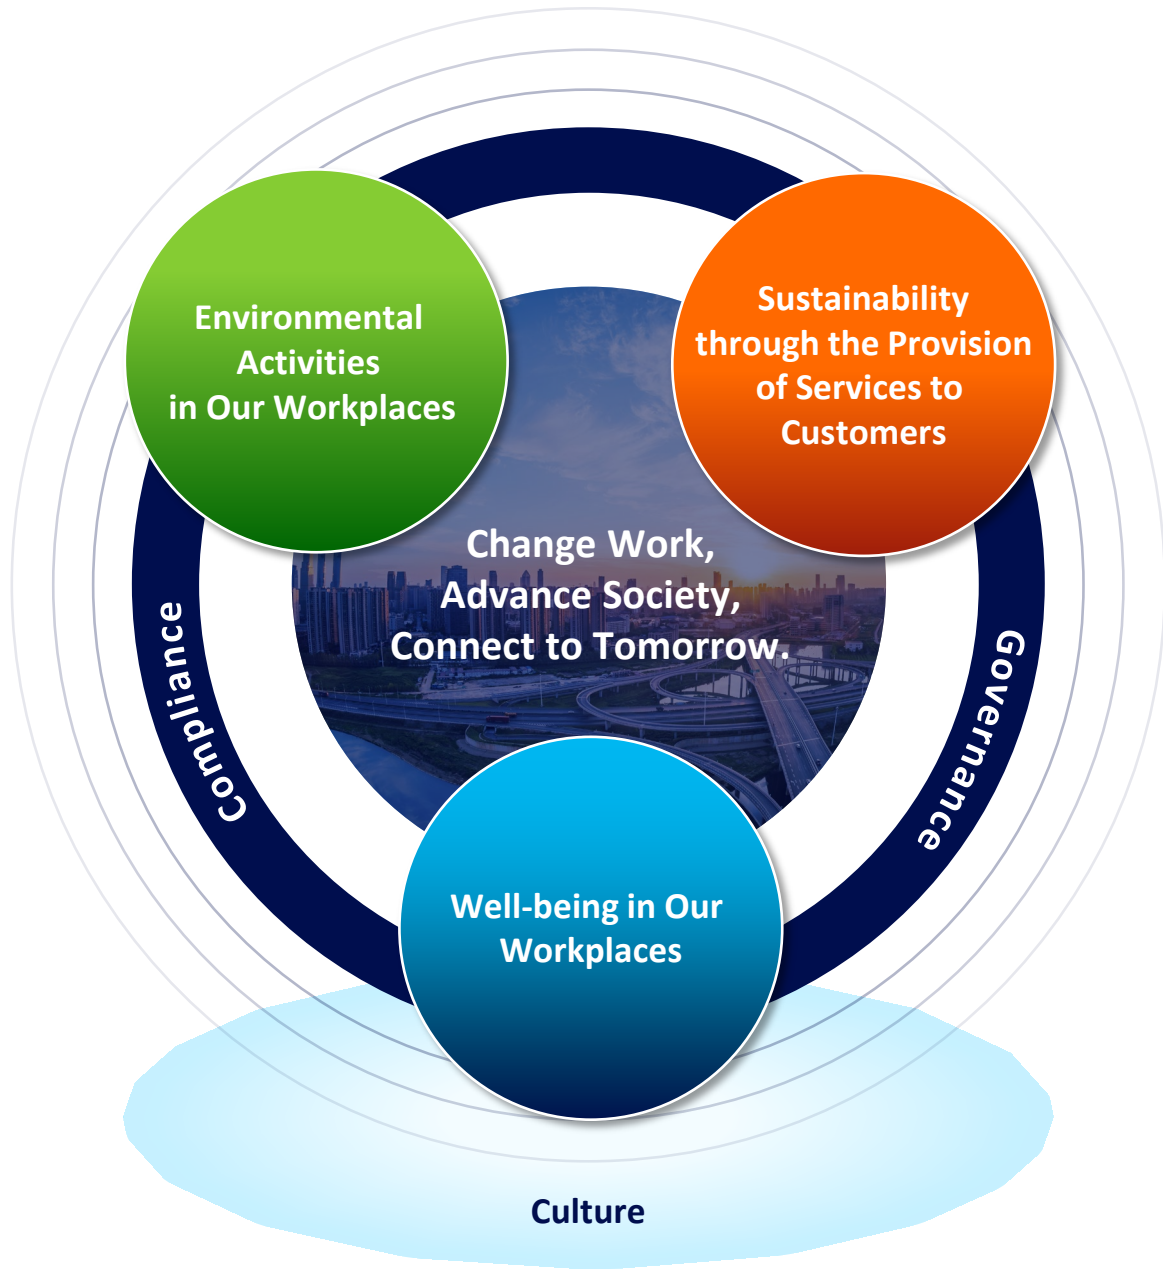 Environmental
Activities
in Our Workplaces
Sustainability
through the Provision
of Services to
Customers
Change Work,
Advance Society,
Connect to Tomorrow.
Compliance
Governance
Well-being in Our
Workplaces
Culture